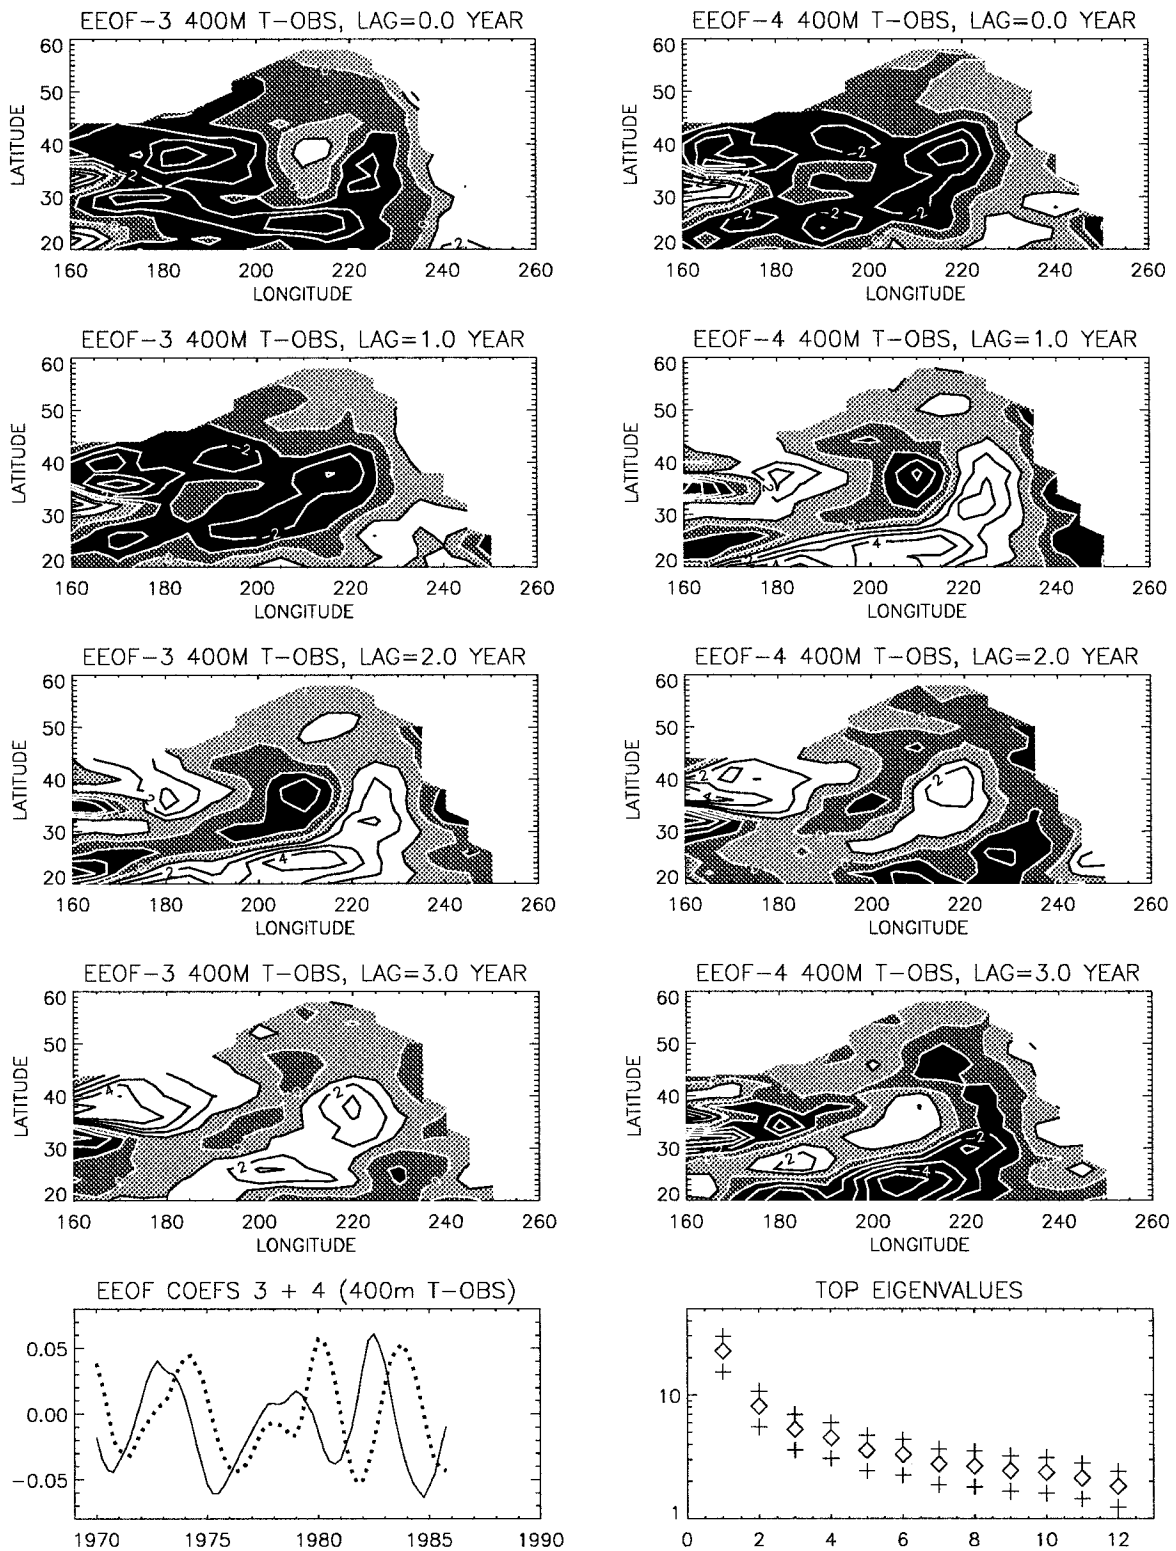 EEOF-3 400M T-OBS, LAG=0.0 YEAR
EEOF-4 400M T-OBS, LAG=0.0 YEAR
60
50
40
30
20
LATITUDE
-2
-2
160 180 200 220 240 260
LONGITUDE
60
50
40
30
20
LATITUDE
-2
-2
-2
-2
160 180 200 220 240 260
LONGITUDE
EEOF-3 400M T-OBS, LAG=1.0 YEAR
EEOF-4 400M T-OBS, LAG=1.0 YEAR
60
50
40
30
20
LATITUDE
-2
-2
160 180 200 220 240 260
LONGITUDE
60
50
40
30
20
LATITUDE
2
4
160 180 200 220 240 260
LONGITUDE
EEOF-3 400M T-OBS, LAG=2.0 YEAR
EEOF-4 400M T-OBS, LAG=2.0 YEAR
60
50
40
30
20
LATITUDE
2
2
4
160 180 200 220 240 260
LONGITUDE
60
50
40
30
20
LATITUDE
2
4
2
160 180 200 220 240 260
LONGITUDE
EEOF-3 400M T-OBS, LAG=3.0 YEAR
EEOF-4 400M T-OBS, LAG=3.0 YEAR
60
50
40
30
20
LATITUDE
4
2
2
160 180 200 220 240 260
LONGITUDE
60
50
40
30
20
LATITUDE
2
-2
-4
160 180 200 220 240 260
LONGITUDE
EEOF COEFS 3 + 4 (400m T-OBS)
TOP EIGENVALUES
0.05
0.00
-0.05
1970 1975 1980 1985 1990
10
1
0 2 4 6 8 10 12